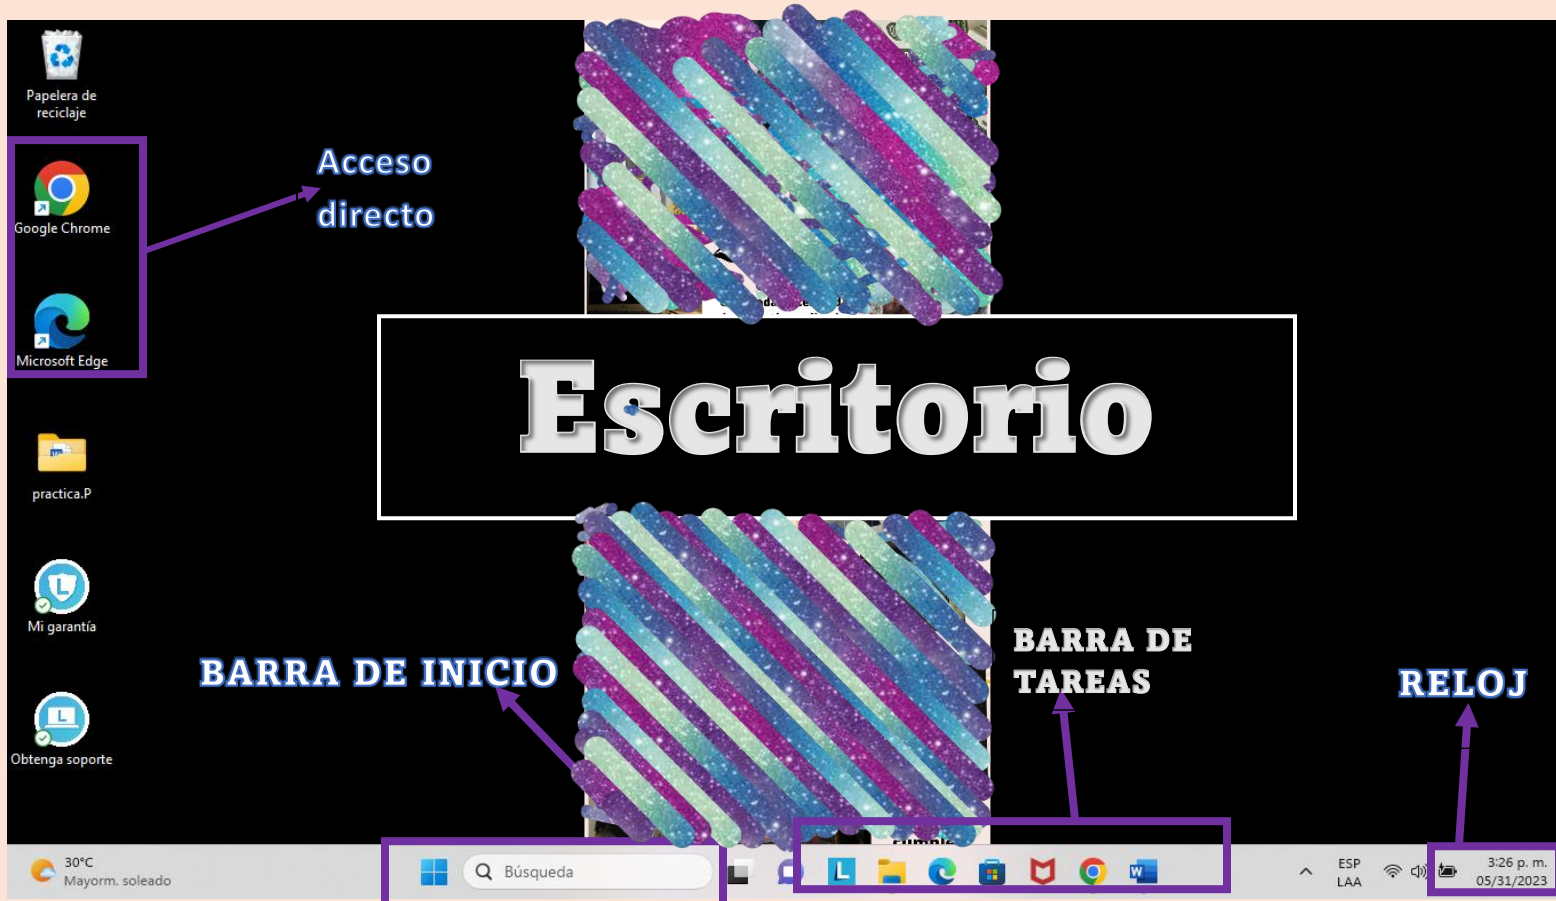 Papelera de
reciclaje
Google Chrome
Microsoft Edge
practica.P
Mi garantía
Obtenga soporte
Acceso
directo
Escritorio
BARRA DE INICIO
BARRA DE
TAREAS
RELOJ
30°C
Mayorm. soleado
Búsqueda
L
W
ESP
LAA
3:26 p. m.
05/31/2023